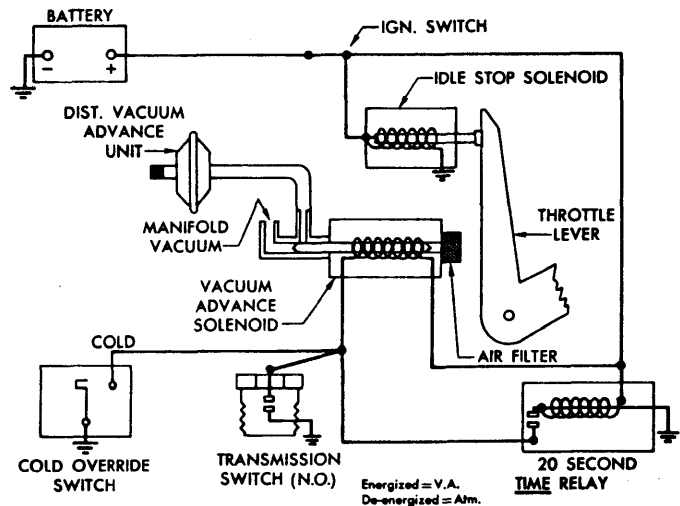 BATTERY
- +
IGN. SWITCH
IDLE STOP SOLENOID
DIST. VACUUM
ADVANCE
UNIT
MANIFOLD
VACUUM
THROTTLE
LEVER
VACUUM
ADVANCE
SOLENOID
AIR FILTER
COLD
COLD OVERRIDE
SWITCH
TRANSMISSION
SWITCH (N.O.)
20 SECOND
TIME RELAY
Energized = V.A.
De-energized = Atm.